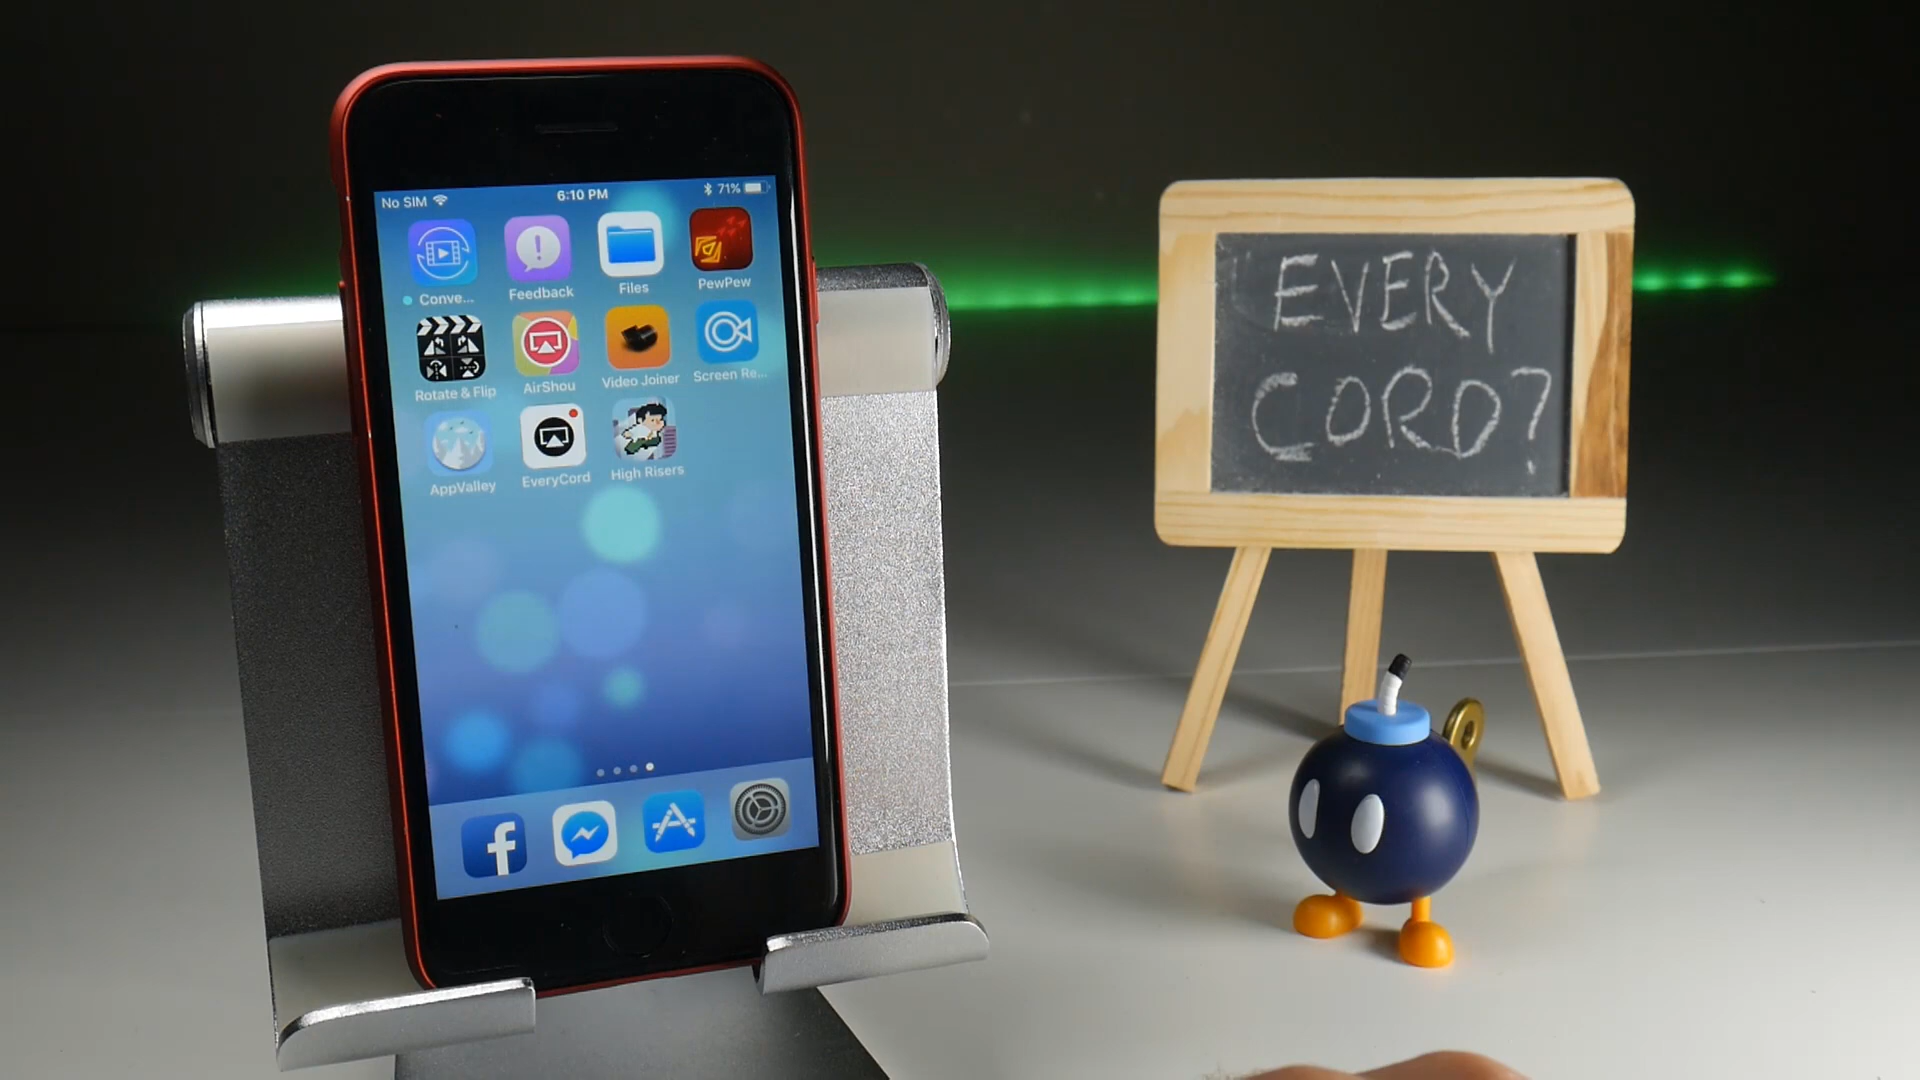 No SIM 6:10 PM 71%
Conve... Feedback Files PewPew
Rotate & Flip AirShou Video Joiner Screen Re...
AppValley EveryCord High Risers
EVERY
CORD?